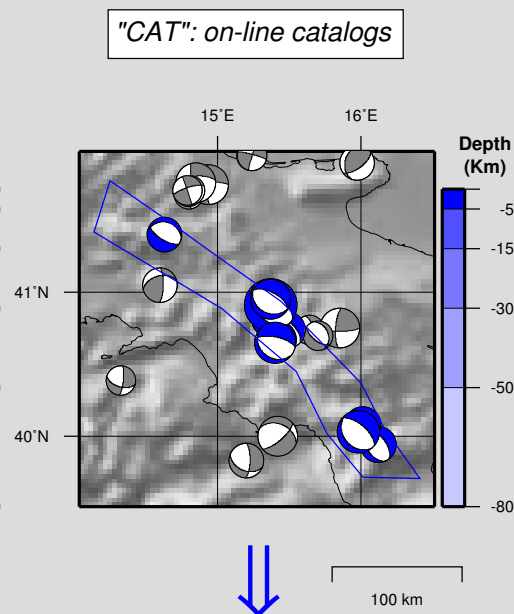 "CAT": on-line catalogs
15˚E 16˚E
Depth
(Km)
-5
-15
41˚N
-30
-50
40˚N
-80
100 km